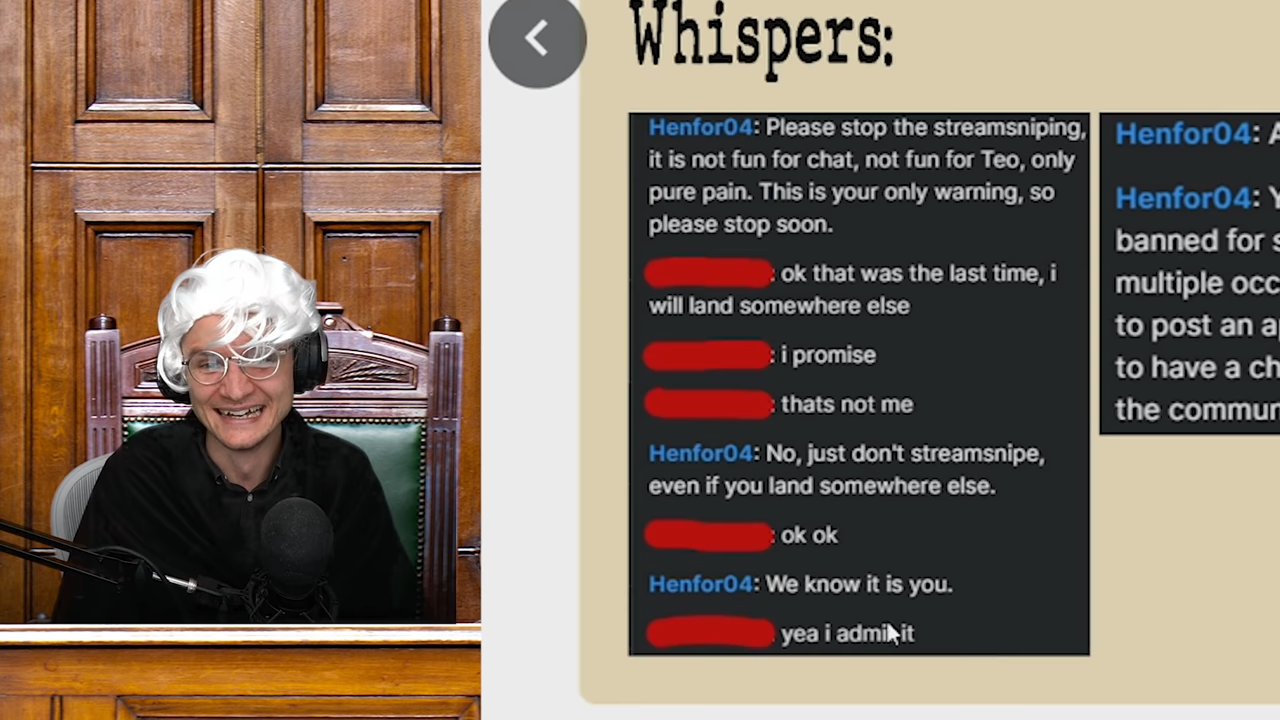 Whispers:
Henfor04: Please stop the streamsniping,
it is not fun for chat, not fun for Teo, only
pure pain. This is your only warning, so
please stop soon.
: ok that was the last time, i
will land somewhere else
: i promise
: thats not me
Henfor04: No, just don't streamsnipe,
even if you land somewhere else.
: ok ok
Henfor04: We know it is you.
yea i admit it
Henfor04: A
Henfor04: Y
banned for s
multiple occ
to post an a
to have a ch
the commun